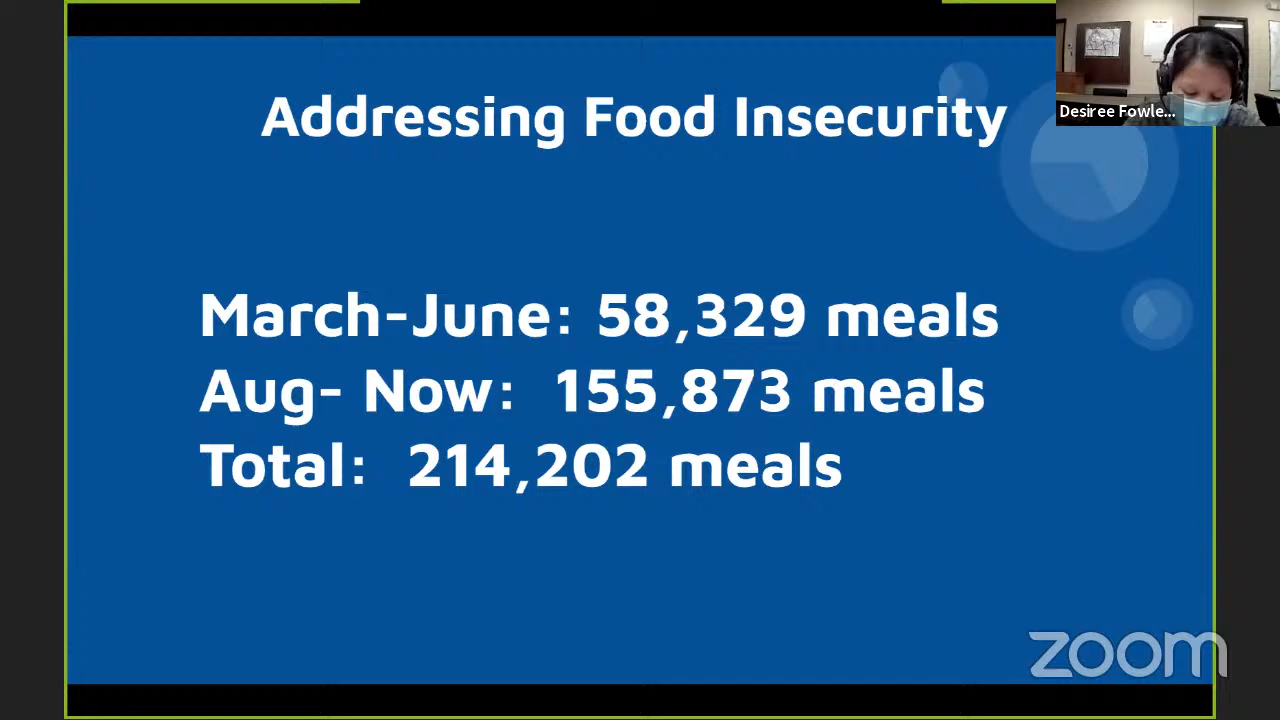 Addressing Food Insecurity
Desiree Fowle...
March-June: 58,329 meals
Aug- Now: 155,873 meals
Total: 214,202 meals
zoom